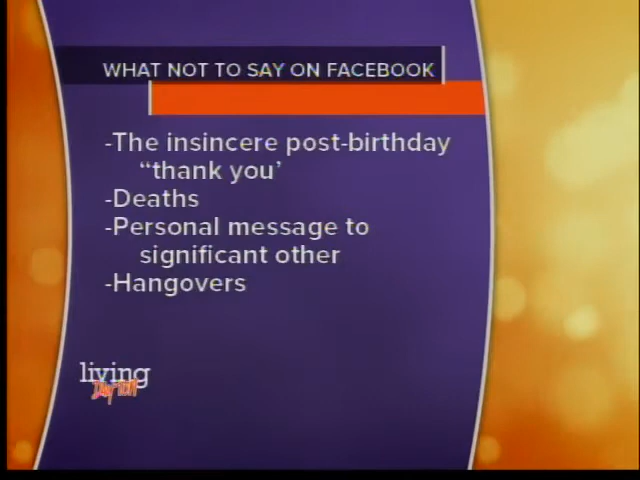 WHAT NOT TO SAY ON FACEBOOK
-The insincere post-birthday
“thank you’
-Deaths
-Personal message to
significant other
-Hangovers
living
DAYTON